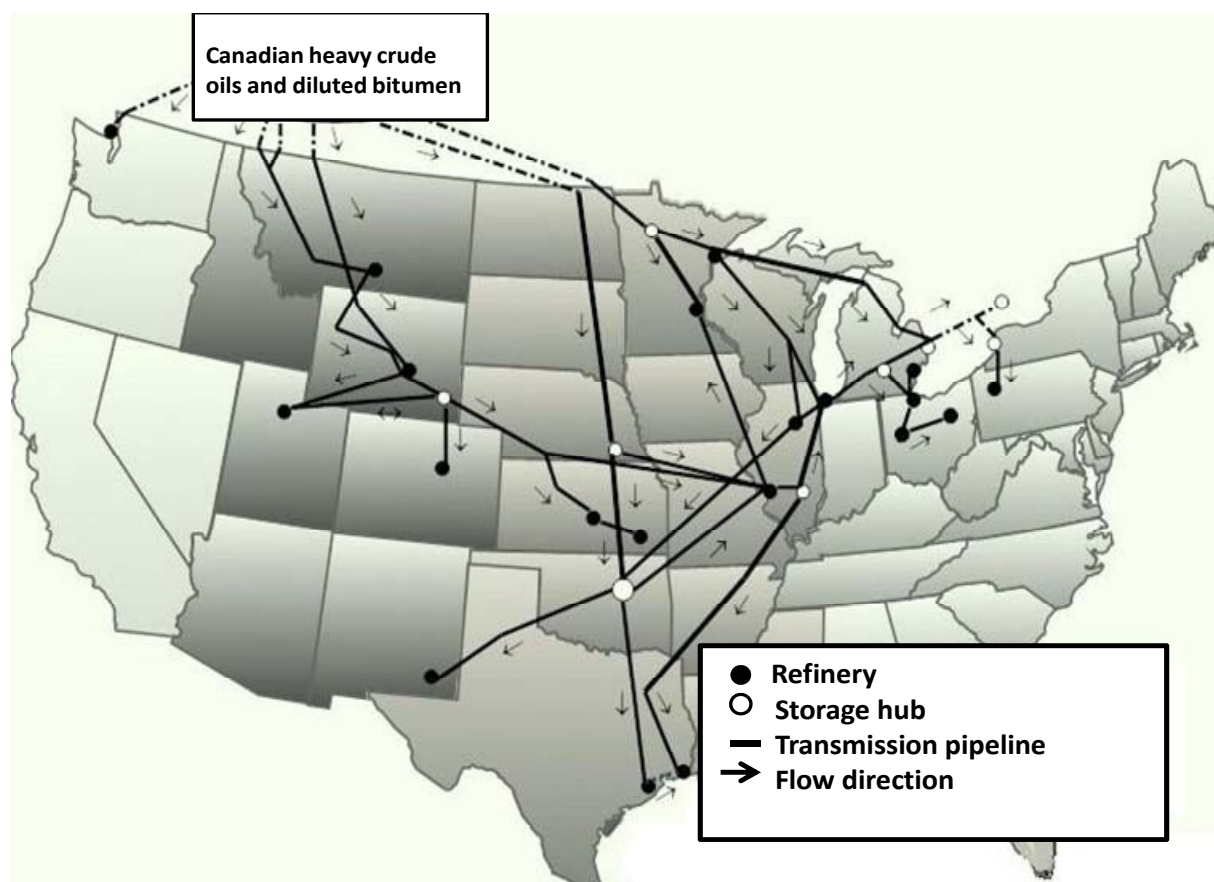 Canadian heavy crude
oils and diluted bitumen
Refinery
Storage hub
Transmission pipeline
Flow direction